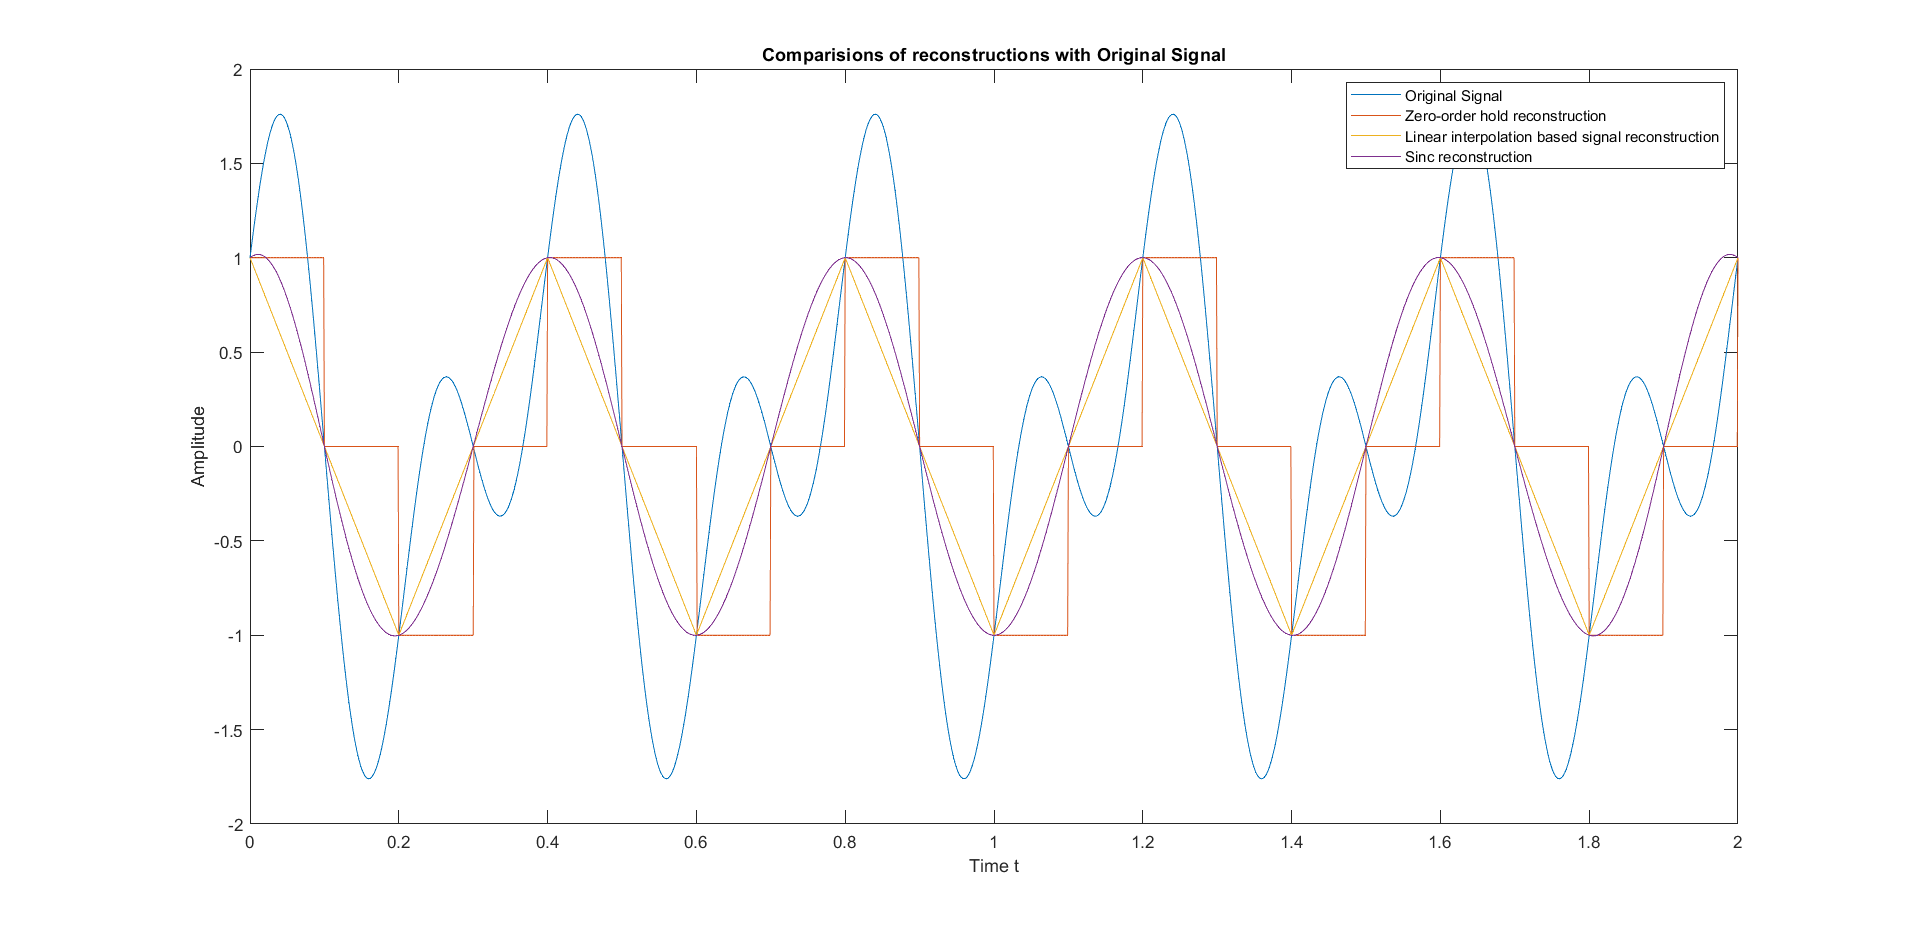 Comparisions of reconstructions with Original Signal
2
1.5
1
0.5
0
-0.5
-1
-1.5
-2
Amplitude
Original Signal
Zero-order hold reconstruction
Linear interpolation based signal reconstruction
Sinc reconstruction
0 0.2 0.4 0.6 0.8 1 1.2 1.4 1.6 1.8 2
Time t